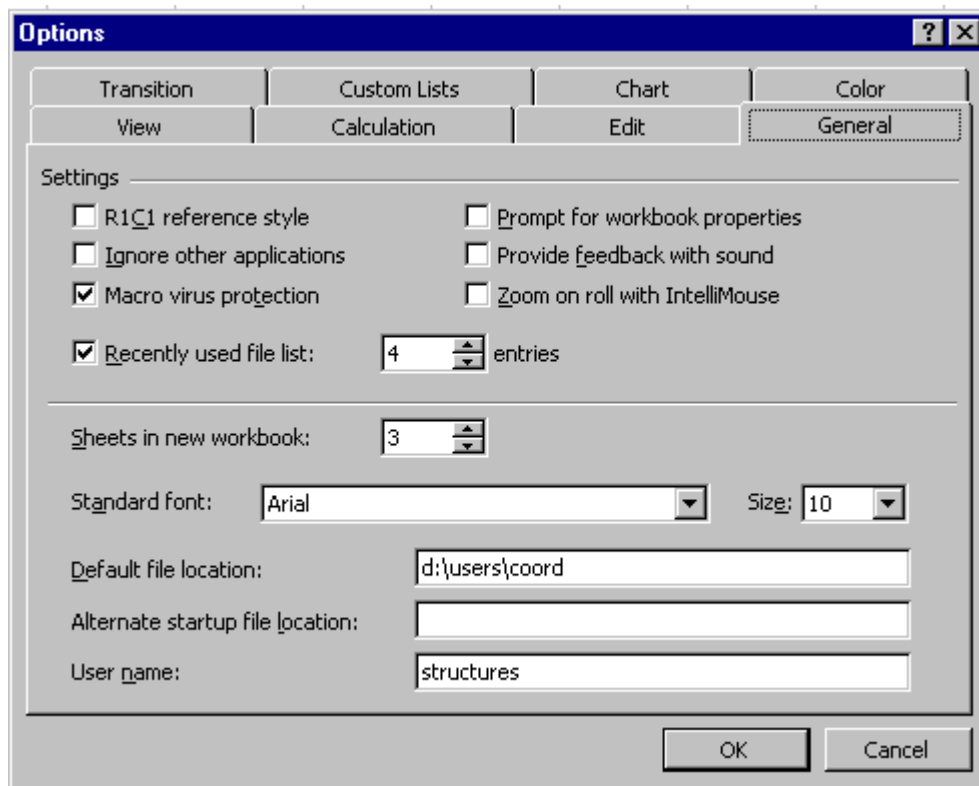 Options
Transition Custom Lists Chart Color
View Calculation Edit General
Settings
R1C1 reference style Prompt for workbook properties
Ignore other applications Provide feedback with sound
Macro virus protection Zoom on roll with IntelliMouse
Recently used file list: 4 entries
Sheets in new workbook: 3
Standard font: Arial Size: 10
Default file location: d:\users\coord
Alternate startup file location:
User name: structures
OK Cancel